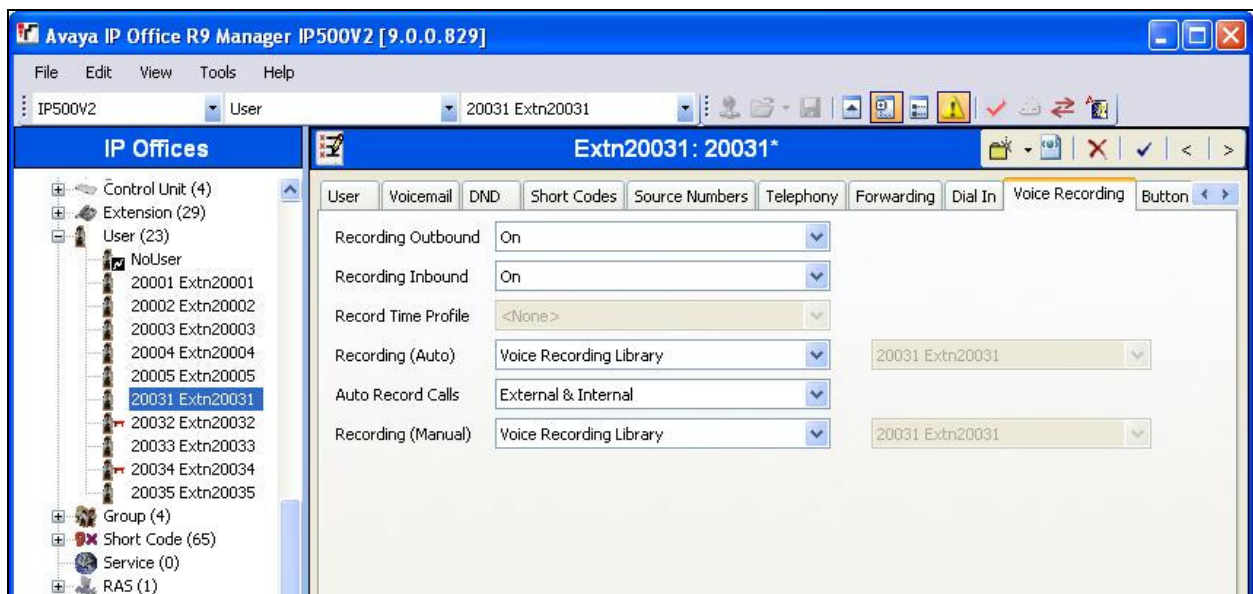 Avaya IP Office R9 Manager IP500V2 [9.0.0.829]
File Edit View Tools Help
IP500V2 User 20031 Extn20031
IP Offices
Extn20031: 20031*
Control Unit (4)
Extension (29)
User (23)
NoUser
20001 Extn20001
20002 Extn20002
20003 Extn20003
20004 Extn20004
20005 Extn20005
20031 Extn20031
20032 Extn20032
20033 Extn20033
20034 Extn20034
20035 Extn20035
Group (4)
Short Code (65)
Service (0)
RAS (1)
User Voicemail DND Short Codes Source Numbers Telephony Forwarding Dial In Voice Recording Button
Recording Outbound On
Recording Inbound On
Record Time Profile <None>
Recording (Auto) Voice Recording Library 20031 Extn20031
Auto Record Calls External & Internal
Recording (Manual) Voice Recording Library 20031 Extn20031